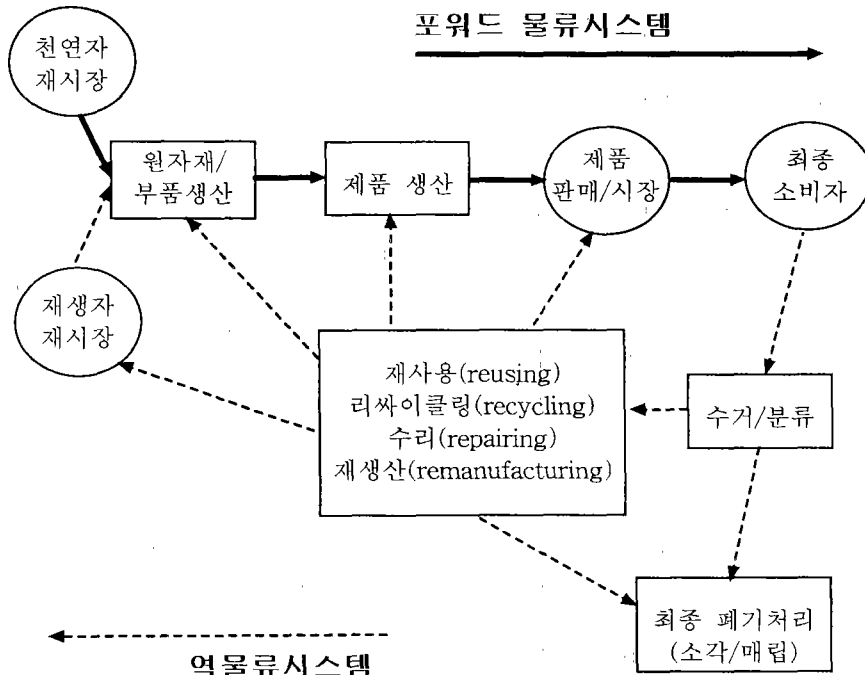 포워드 물류시스템
천연자
재시장
원자재/
부품생산
제품 생산
제품
판매/시장
최종
소비자
재생자
재시장
재사용(reusing)
리싸이클링(recycling)
수리(repairing)
재생산(remanufacturing)
수거/분류
최종 폐기처리
(소각/매립)
역물류시스템